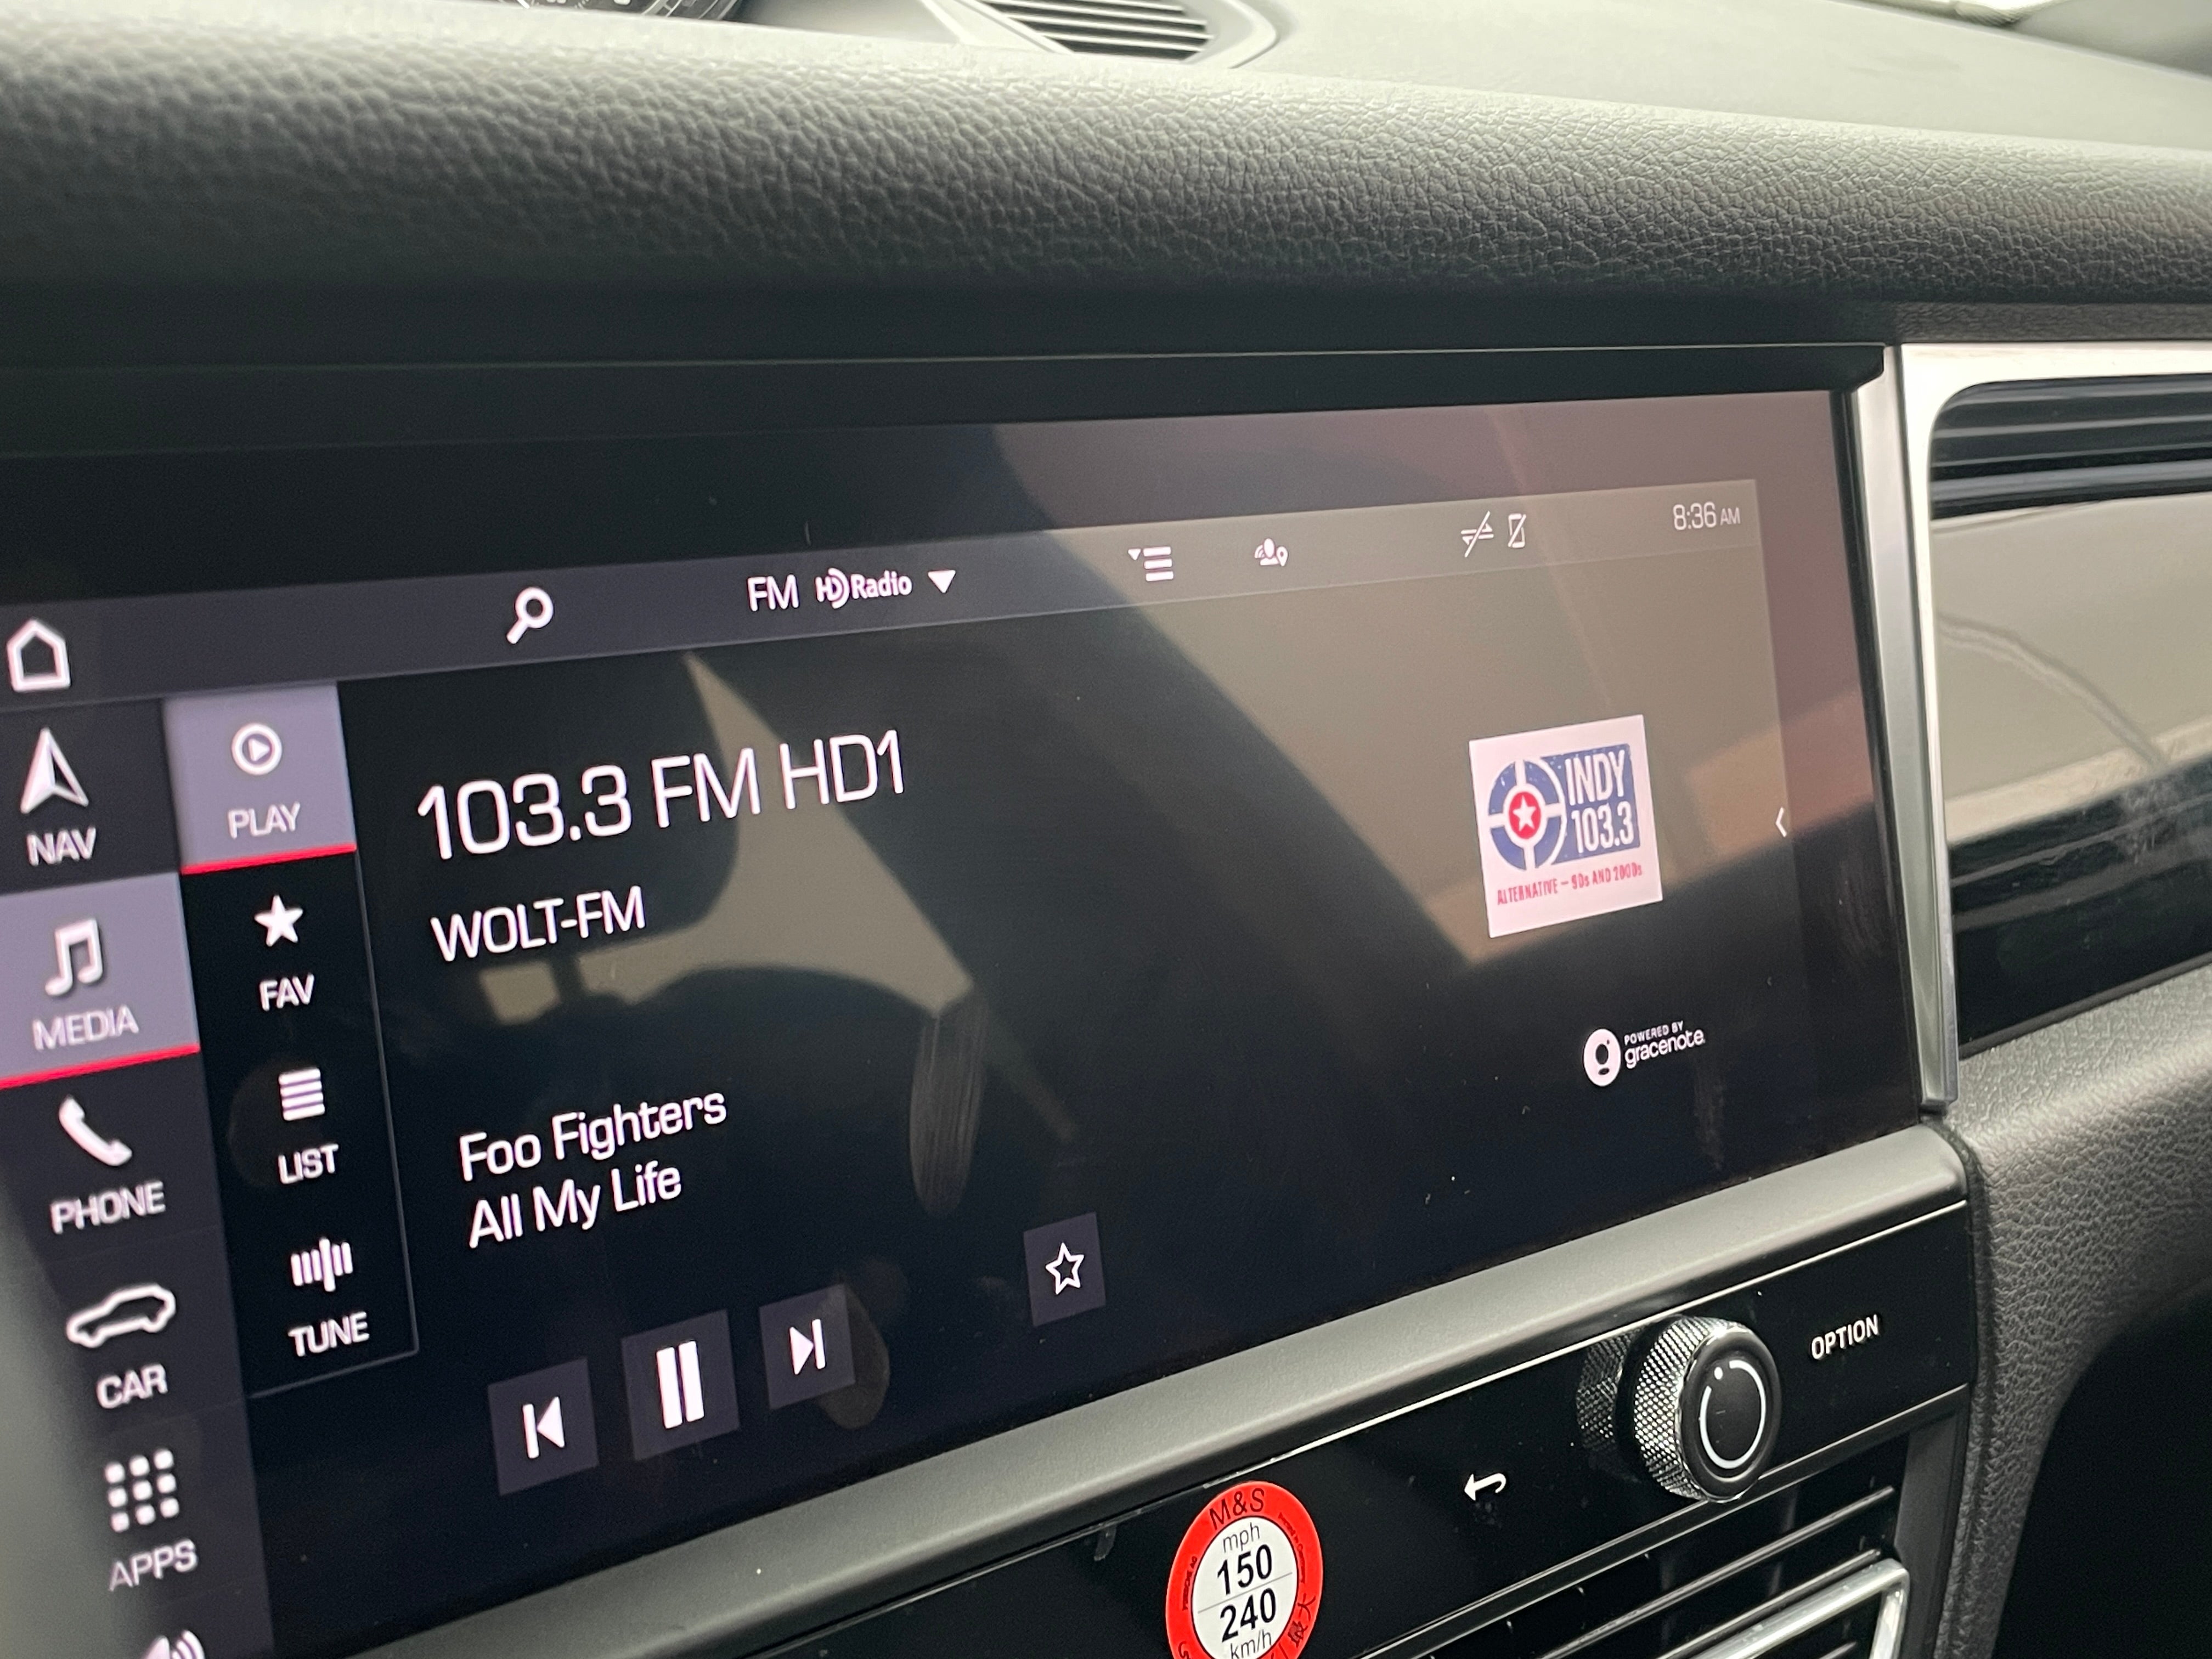 8:36 AM
FM HD Radio
NAV
MEDIA
PHONE
CAR
APPS
PLAY
FAV
LIST
TUNE
103.3 FM HD1
WOLT-FM
Foo Fighters
All My Life
INDY
103.3
ALTERNATIVE – 90s AND 2000s
POWERED BY
gracenote
OPTION
M&S
mph
150
240
km/h